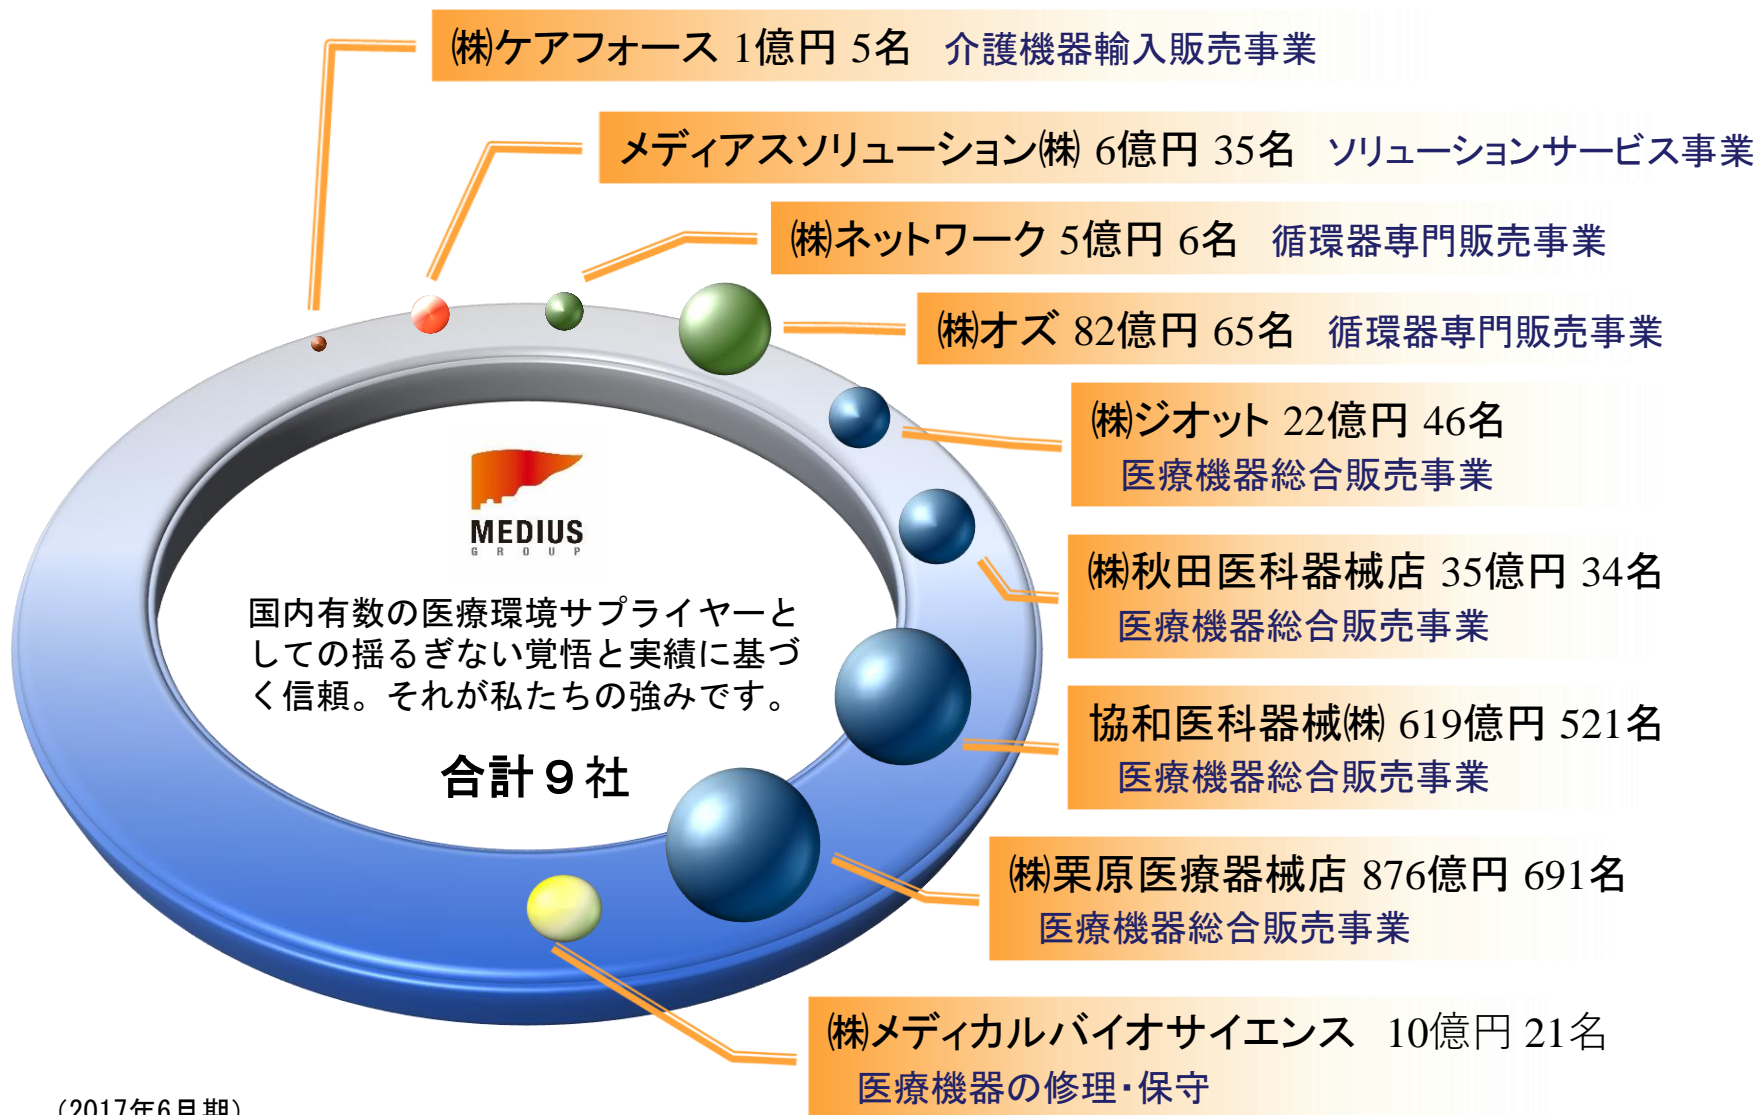 ㈱ケアフォース 1億円 5名 介護機器輸入販売事業
メディアスソリューション㈱ 6億円 35名 ソリューションサービス事業
㈱ネットワーク 5億円 6名 循環器専門販売事業
㈱オズ 82億円 65名 循環器専門販売事業
㈱ジオット 22億円 46名
医療機器総合販売事業
㈱秋田医科器械店 35億円 34名
医療機器総合販売事業
協和医科器械㈱ 619億円 521名
医療機器総合販売事業
㈱栗原医療器械店 876億円 691名
医療機器総合販売事業
㈱メディカルバイオサイエンス 10億円 21名
医療機器の修理・保守
MEDIUS
GROUP
国内有数の医療環境サプライヤーと
しての揺るぎない覚悟と実績に基づ
く信頼。それが私たちの強みです。
合計９社
(2017年6月期)